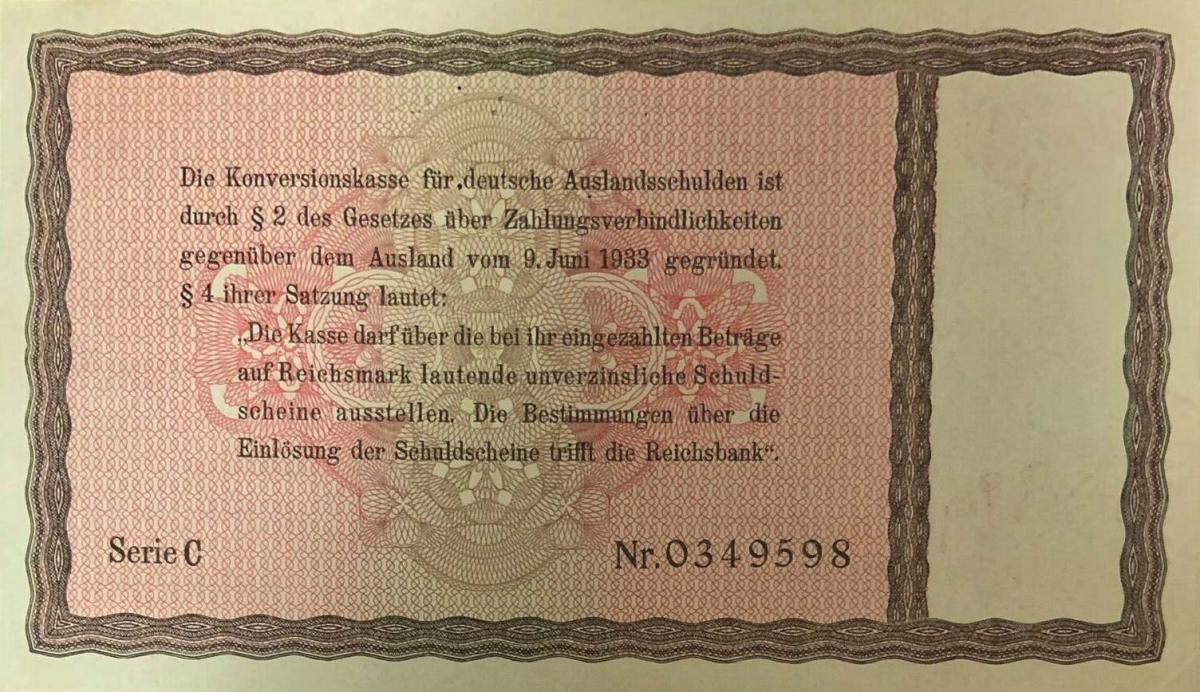 Die Konversionskasse für deutsche Auslandsschulden ist
durch § 2 des Gesetzes über Zahlungsverbindlichkeiten
gegenüber dem Ausland vom 9. Juni 1933 gegründet.
§ 4 ihrer Satzung lautet:
„Die Kasse darf über die bei ihr eingezahlten Beträge
auf Reichsmark lautende unverzinsliche Schuld-
scheine ausstellen. Die Bestimmungen über die
Einlösung der Schuldscheine trifft die Reichsbank“.
Serie C Nr. 0349598